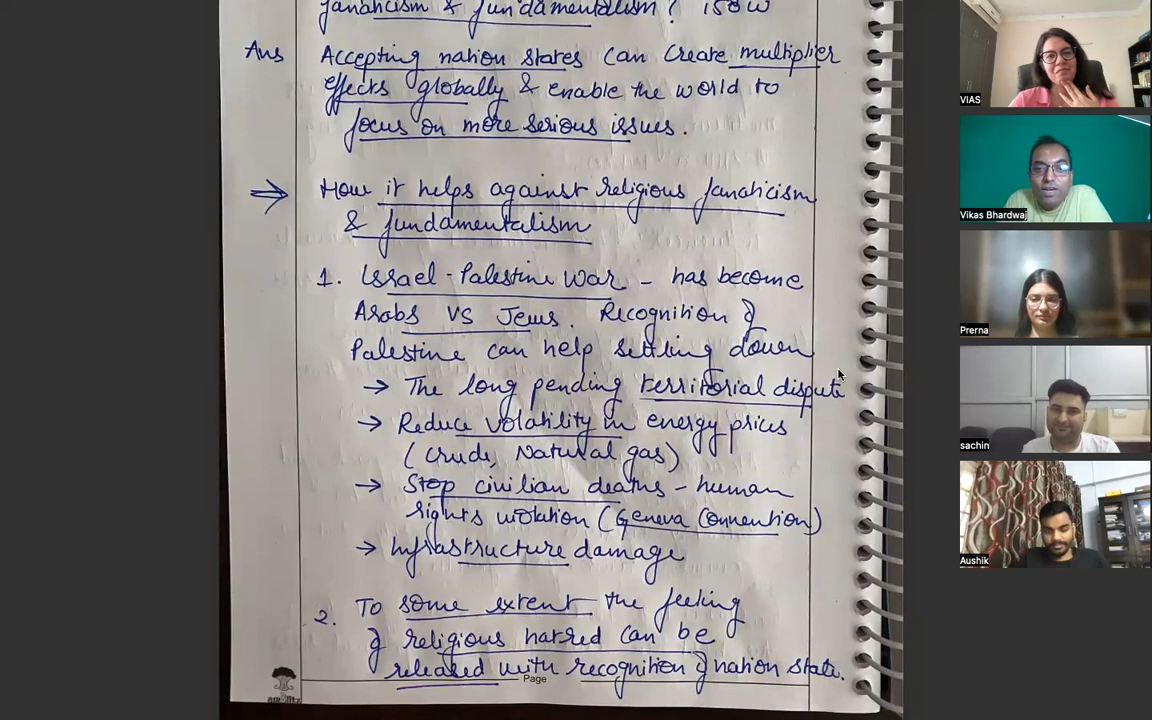 fanaticism & fundamentalism? 150 W
Ans Accepting nation states can create multiplier
effects globally & enable the world to
focus on more serious issues.
⇒ How it helps against religious fanaticism
& fundamentalism
1. Israel - Palestine War - has become
Arabs VS Jews. Recognition of
Palestine can help settling down
→ The long pending territorial dispute
→ Reduce volatility in energy prices
(crude, Natural gas)
→ Stop civilian deaths - human
rights violation (Geneva Convention)
→ Infrastructure damage
2. To some extent the feeling
of religious hatred can be
released with recognition of nation state.
Page
VIAS
Vikas Bhardwaj
Prerna
sachin
Aushik